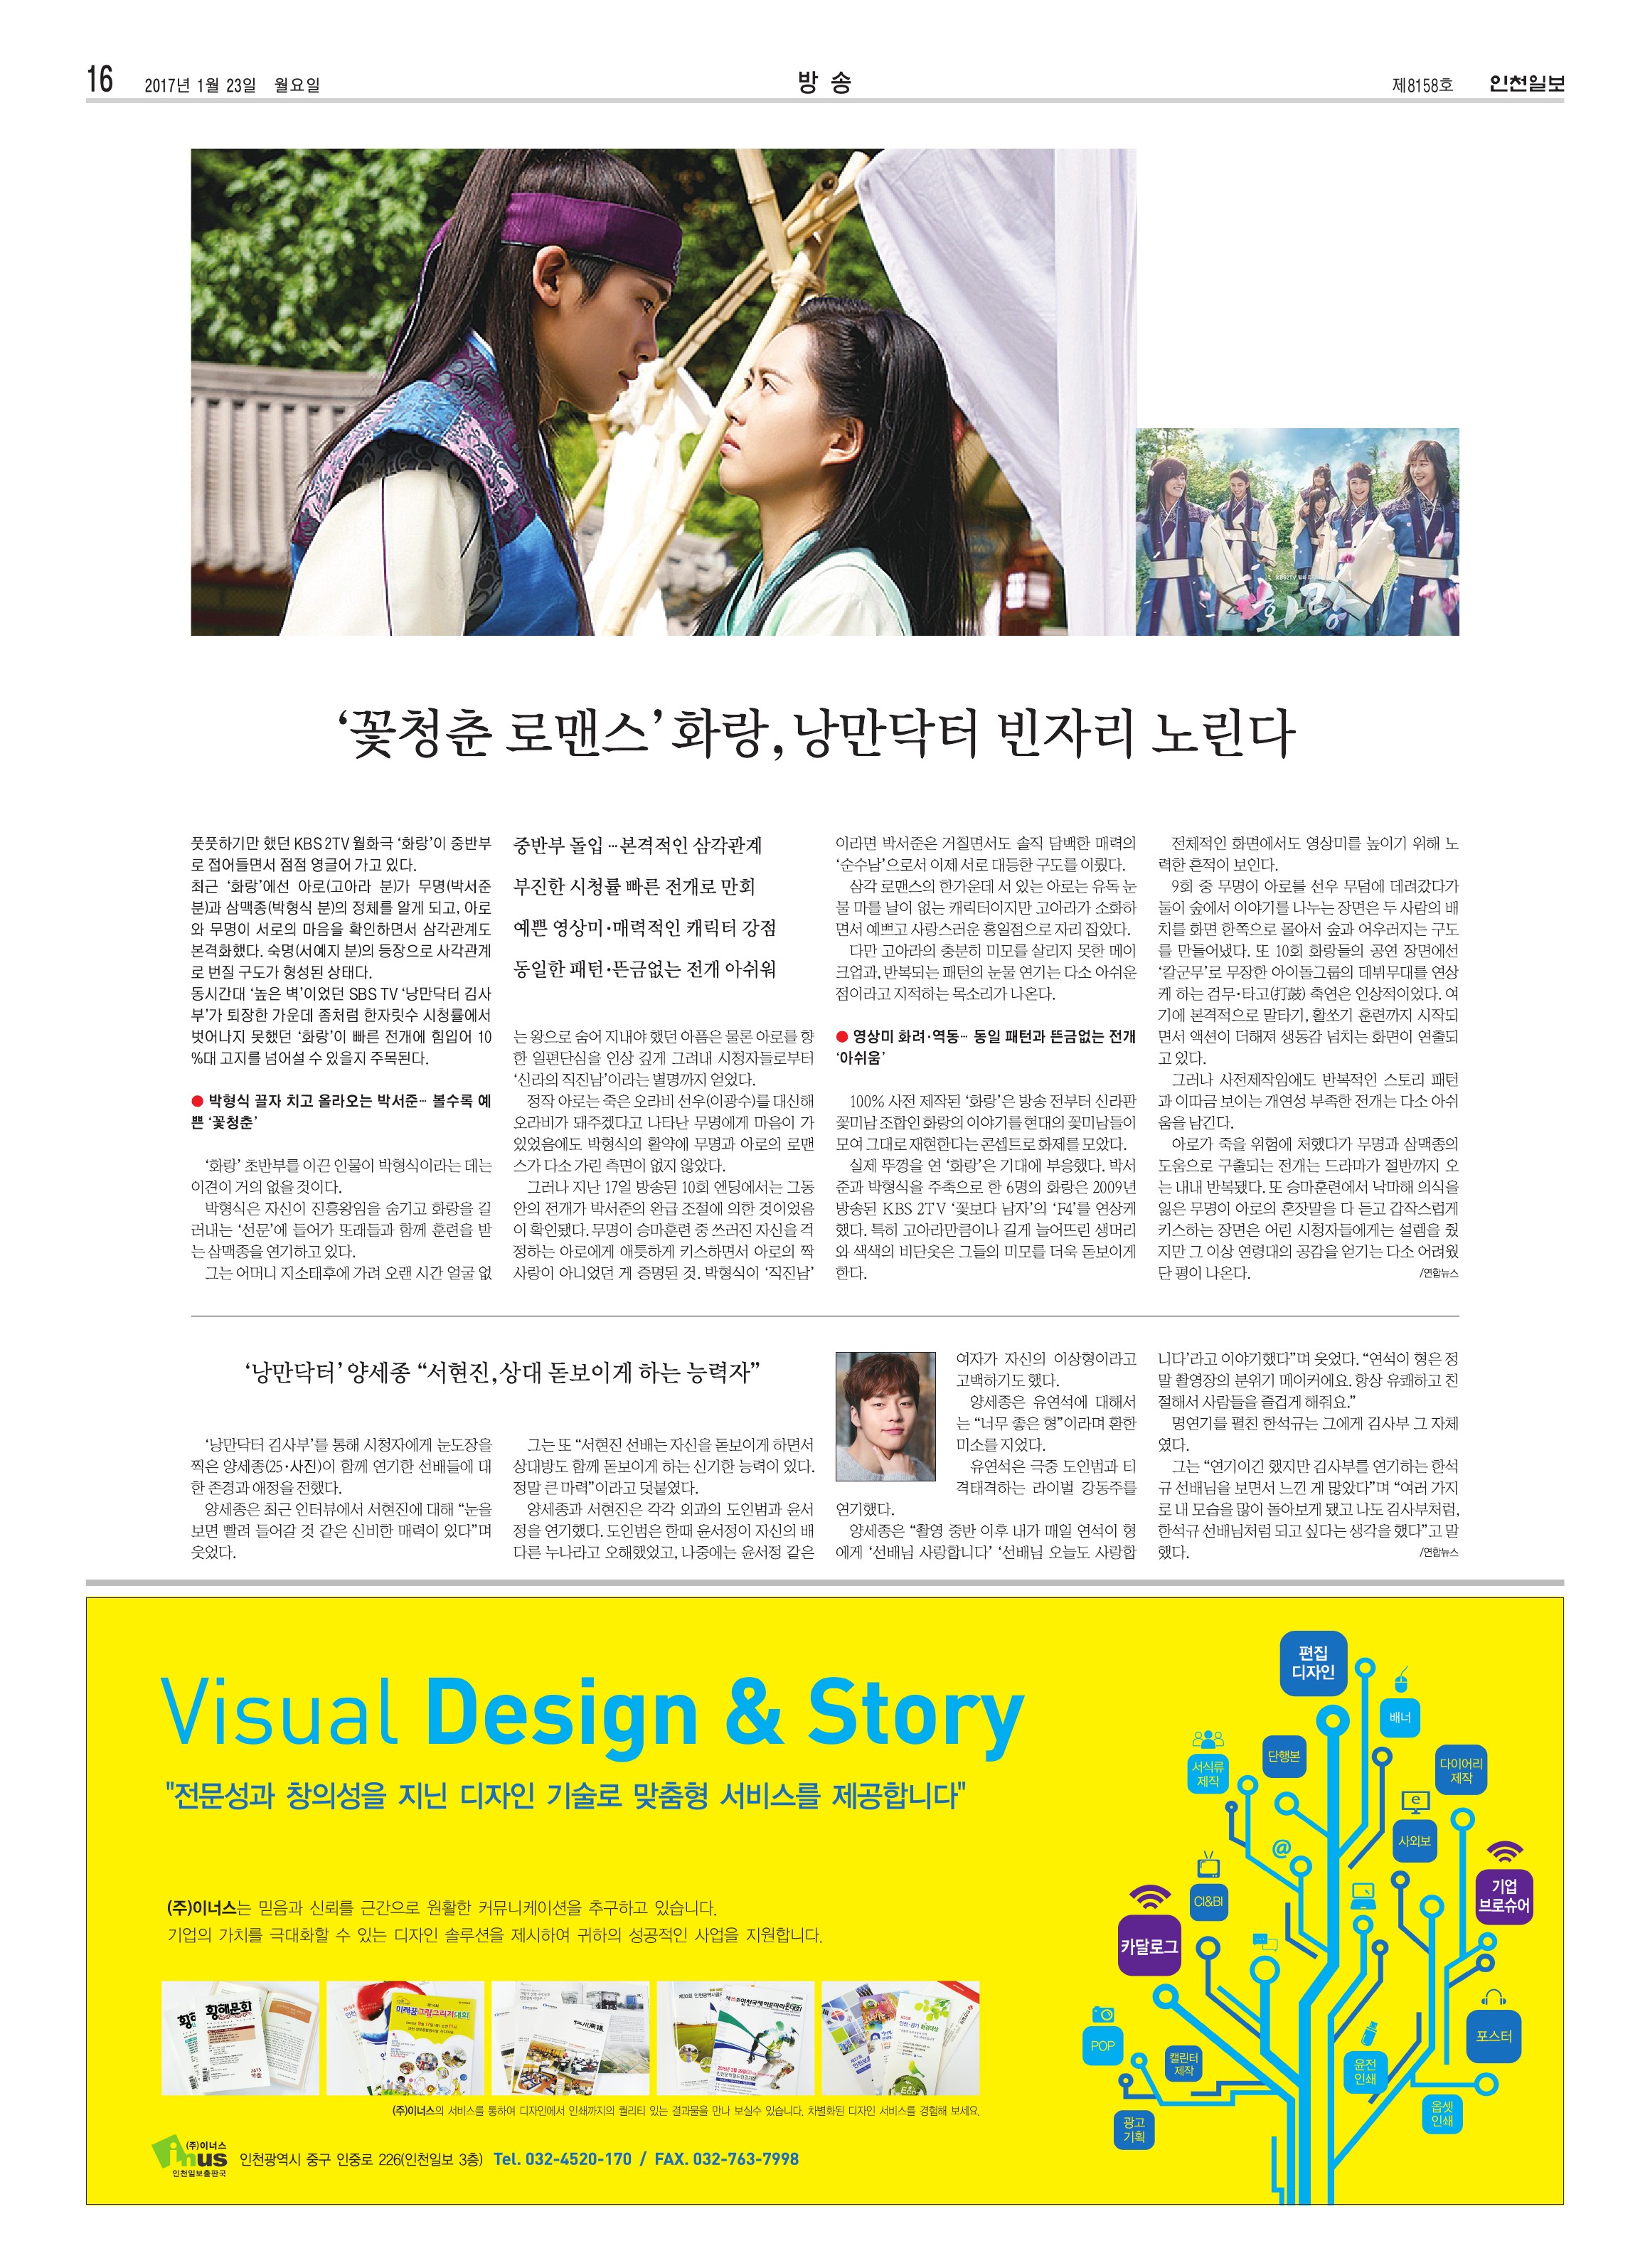 16
2017년 1월 23일 월요일
방 송
제8158호
인천일보
화랑
‘꽃청춘 로맨스’ 화랑, 낭만닥터 빈자리 노린다
풋풋하기만 했던 KBS 2TV 월화극 ‘화랑’이 중반부
로 접어들면서 점점 영글어 가고 있다.
최근 ‘화랑’에선 아로(고아라 분)가 무명(박서준
분)과 삼맥종(박형식 분)의 정체를 알게 되고, 아로
와 무명이 서로의 마음을 확인하면서 삼각관계도
본격화했다. 숙명(서예지 분)의 등장으로 사각관계
로 번질 구도가 형성된 상태다.
동시간대 ‘높은 벽’이었던 SBS TV ‘낭만닥터 김사
부’가 퇴장한 가운데 좀처럼 한자릿수 시청률에서
벗어나지 못했던 ‘화랑’이 빠른 전개에 힘입어 10
%대 고지를 넘어설 수 있을지 주목된다.
● 박형식 끌자 치고 올라오는 박서준… 볼수록 예
쁜 ‘꽃청춘’
‘화랑’ 초반부를 이끈 인물이 박형식이라는 데는
이견이 거의 없을 것이다.
박형식은 자신이 진흥왕임을 숨기고 화랑을 길
러내는 ‘선문’에 들어가 또래들과 함께 훈련을 받
는 삼맥종을 연기하고 있다.
그는 어머니 지소태후에 가려 오랜 시간 얼굴 없
중반부 돌입…본격적인 삼각관계
부진한 시청률 빠른 전개로 만회
예쁜 영상미·매력적인 캐릭터 강점
동일한 패턴·뜬금없는 전개 아쉬워
는 왕으로 숨어 지내야 했던 아픔은 물론 아로를 향
한 일편단심을 인상 깊게 그려내 시청자들로부터
‘신라의 직진남’이라는 별명까지 얻었다.
정작 아로는 죽은 오라비 선우(이광수)를 대신해
오라비가 돼주겠다고 나타난 무명에게 마음이 가
있었음에도 박형식의 활약에 무명과 아로의 로맨
스가 다소 가린 측면이 없지 않았다.
그러나 지난 17일 방송된 10회 엔딩에서는 그동
안의 전개가 박서준의 완급 조절에 의한 것이었음
이 확인됐다. 무명이 승마훈련 중 쓰러진 자신을 걱
정하는 아로에게 애틋하게 키스하면서 아로의 짝
사랑이 아니었던 게 증명된 것. 박형식이 ‘직진남’
이라면 박서준은 거칠면서도 솔직 담백한 매력의
‘순수남’으로서 이제 서로 대등한 구도를 이뤘다.
삼각 로맨스의 한가운데 서 있는 아로는 유독 눈
물 마를 날이 없는 캐릭터이지만 고아라가 소화하
면서 예쁘고 사랑스러운 홍일점으로 자리 잡았다.
다만 고아라의 충분히 미모를 살리지 못한 메이
크업과, 반복되는 패턴의 눈물 연기는 다소 아쉬운
점이라고 지적하는 목소리가 나온다.
● 영상미 화려·역동… 동일 패턴과 뜬금없는 전개
‘아쉬움’
100% 사전 제작된 ‘화랑’은 방송 전부터 신라판
꽃미남 조합인 화랑의 이야기를 현대의 꽃미남들이
모여 그대로 재현한다는 콘셉트로 화제를 모았다.
실제 뚜껑을 연 ‘화랑’은 기대에 부응했다. 박서
준과 박형식을 주축으로 한 6명의 화랑은 2009년
방송된 KBS 2TV ‘꽃보다 남자’의 ‘F4’를 연상케
했다. 특히 고아라만큼이나 길게 늘어뜨린 생머리
와 색색의 비단옷은 그들의 미모를 더욱 돋보이게
한다.
전체적인 화면에서도 영상미를 높이기 위해 노
력한 흔적이 보인다.
9회 중 무명이 아로를 선우 무덤에 데려갔다가
둘이 숲에서 이야기를 나누는 장면은 두 사람의 배
치를 화면 한쪽으로 몰아서 숲과 어우러지는 구도
를 만들어냈다. 또 10회 화랑들의 공연 장면에선
‘칼군무’로 무장한 아이돌그룹의 데뷔무대를 연상
케 하는 검무·타고(打鼓) 축연은 인상적이었다. 여
기에 본격적으로 말타기, 활쏘기 훈련까지 시작되
면서 액션이 더해져 생동감 넘치는 화면이 연출되
고 있다.
그러나 사전제작임에도 반복적인 스토리 패턴
과 이따금 보이는 개연성 부족한 전개는 다소 아쉬
움을 남긴다.
아로가 죽을 위험에 처했다가 무명과 삼맥종의
도움으로 구출되는 전개는 드라마가 절반까지 오
는 내내 반복됐다. 또 승마훈련에서 낙마해 의식을
잃은 무명이 아로의 혼잣말을 다 듣고 갑작스럽게
키스하는 장면은 어린 시청자들에게는 설렘을 줬
지만 그 이상 연령대의 공감을 얻기는 다소 어려웠
단 평이 나온다. /연합뉴스
‘낭만닥터’ 양세종 “서현진, 상대 돋보이게 하는 능력자”
‘낭만닥터 김사부’를 통해 시청자에게 눈도장을
찍은 양세종(25·사진)이 함께 연기한 선배들에 대
한 존경과 애정을 전했다.
양세종은 최근 인터뷰에서 서현진에 대해 “눈을
보면 빨려 들어갈 것 같은 신비한 매력이 있다”며
웃었다.
그는 또 “서현진 선배는 자신을 돋보이게 하면서
상대방도 함께 돋보이게 하는 신기한 능력이 있다.
정말 큰 마력”이라고 덧붙였다.
양세종과 서현진은 각각 외과의 도인범과 윤서
정을 연기했다. 도인범은 한때 윤서정이 자신의 배
다른 누나라고 오해했었고, 나중에는 윤서정 같은
여자가 자신의 이상형이라고
고백하기도 했다.
양세종은 유연석에 대해서
는 “너무 좋은 형”이라며 환한
미소를 지었다.
유연석은 극중 도인범과 티
격태격하는 라이벌 강동주를
연기했다.
양세종은 “촬영 중반 이후 내가 매일 연석이 형
에게 ‘선배님 사랑합니다’ ‘선배님 오늘도 사랑합
니다’라고 이야기했다”며 웃었다. “연석이 형은 정
말 촬영장의 분위기 메이커에요. 항상 유쾌하고 친
절해서 사람들을 즐겁게 해줘요.”
명연기를 펼친 한석규는 그에게 김사부 그 자체
였다.
그는 “연기이긴 했지만 김사부를 연기하는 한석
규 선배님을 보면서 느낀 게 많았다”며 “여러 가지
로 내 모습을 많이 돌아보게 됐고 나도 김사부처럼,
한석규 선배님처럼 되고 싶다는 생각을 했다”고 말
했다. /연합뉴스
Visual Design & Story
"전문성과 창의성을 지닌 디자인 기술로 맞춤형 서비스를 제공합니다"
(주)이너스는 믿음과 신뢰를 근간으로 원활한 커뮤니케이션을 추구하고 있습니다.
기업의 가치를 극대화할 수 있는 디자인 솔루션을 제시하여 귀하의 성공적인 사업을 지원합니다.
황해문화
미래꿈그림그리기대회
(주)이너스의 서비스를 통하여 디자인에서 인쇄까지의 퀄리티 있는 결과물을 만나 보실수 있습니다. 차별화된 디자인 서비스를 경험해 보세요.
(주)이너스
inus
인천일보출판국
인천광역시 중구 인중로 226(인천일보 3층) Tel. 032-4520-170 / FAX. 032-763-7998
편집
디자인
배너
서식류
제작
단행본
다이어리
제작
사외보
@
e
CI&BI
기업
브로슈어
카달로그
POP
캘린터
제작
윤전
인쇄
포스터
옵셋
인쇄
광고
기획